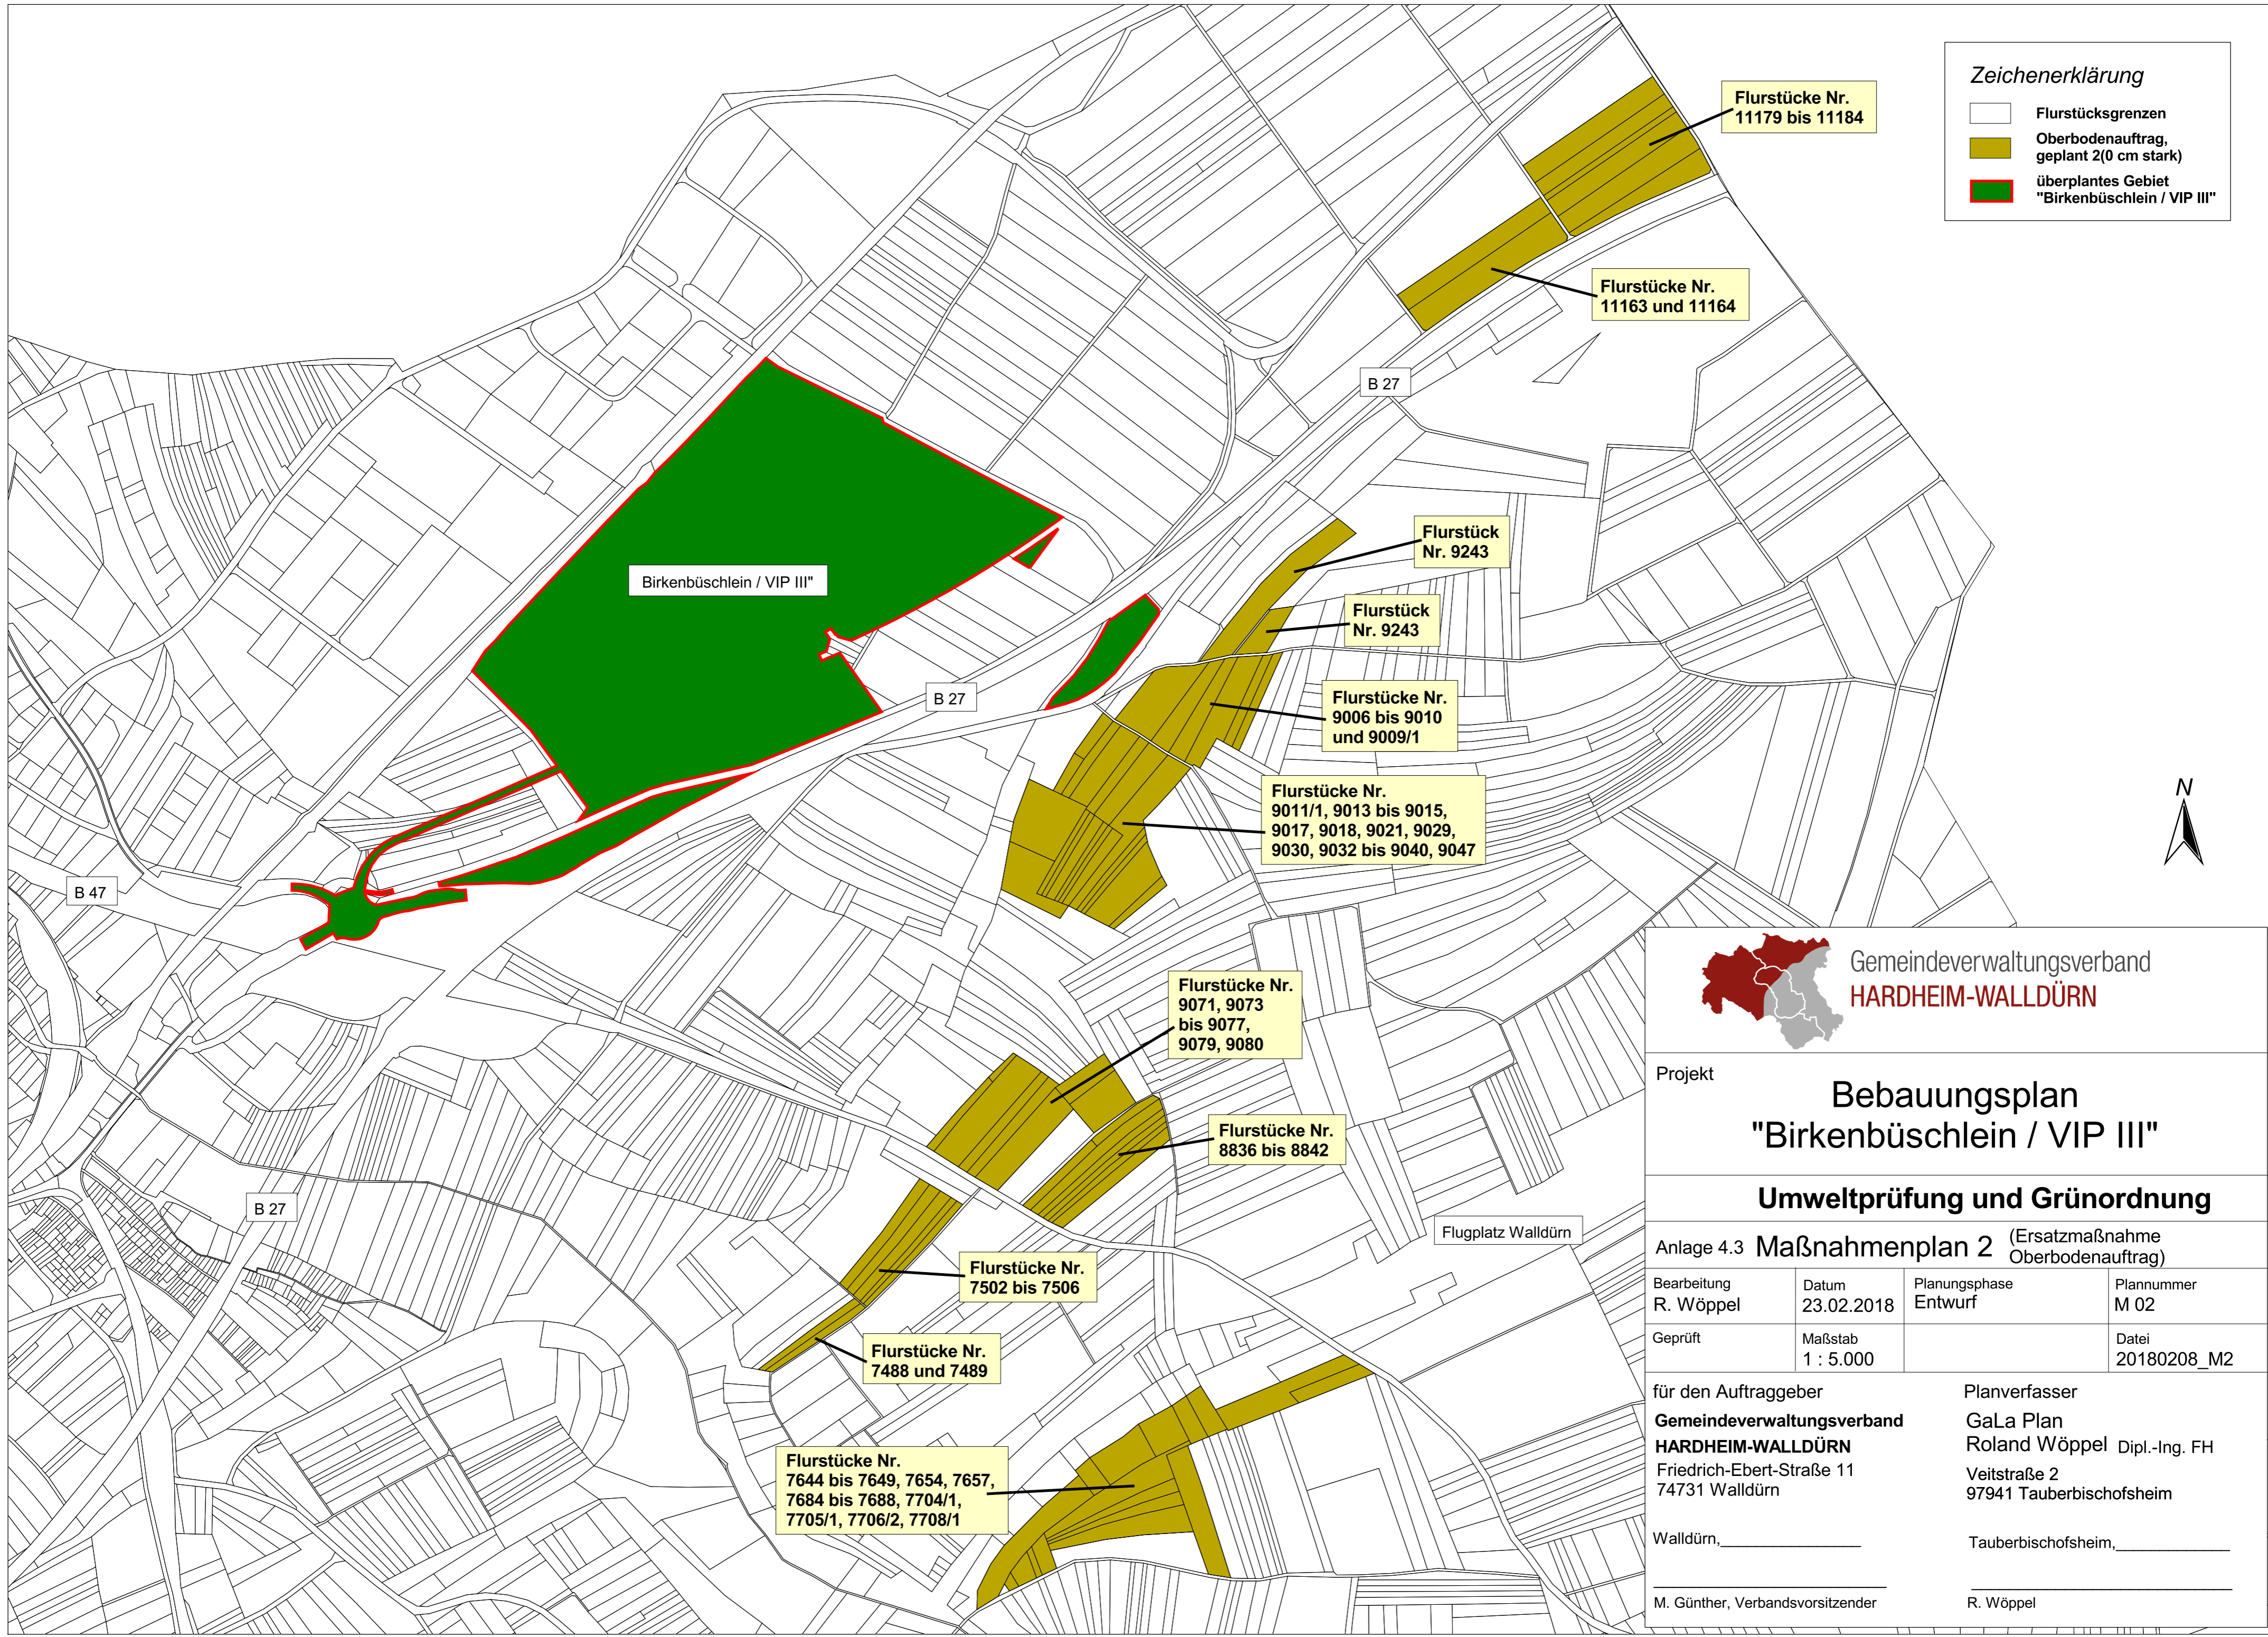 Zeichenerklärung
Flurstücksgrenzen
Oberbodenauftrag,
geplant 2(0 cm stark)
überplantes Gebiet
"Birkenbüschlein / VIP III"
Flurstücke Nr.
11179 bis 11184
Flurstücke Nr.
11163 und 11164
B 27
Flurstück
Nr. 9243
Birkenbüschlein / VIP III"
Flurstück
Nr. 9243
B 27
Flurstücke Nr.
9006 bis 9010
und 9009/1
Flurstücke Nr.
9011/1, 9013 bis 9015,
9017, 9018, 9021, 9029,
9030, 9032 bis 9040, 9047
N
B 47
Flurstücke Nr.
9071, 9073
bis 9077,
9079, 9080
Flurstücke Nr.
8836 bis 8842
B 27
Flugplatz Walldürn
Flurstücke Nr.
7502 bis 7506
Flurstücke Nr.
7488 und 7489
Flurstücke Nr.
7644 bis 7649, 7654, 7657,
7684 bis 7688, 7704/1,
7705/1, 7706/2, 7708/1
Gemeindeverwaltungsverband
HARDHEIM-WALLDÜRN
Projekt
Bebauungsplan
"Birkenbüschlein / VIP III"
Umweltprüfung und Grünordnung
Anlage 4.3 Maßnahmenplan 2 (Ersatzmaßnahme
Oberbodenauftrag)
Bearbeitung
R. Wöppel
Datum
23.02.2018
Planungsphase
Entwurf
Plannummer
M 02
Geprüft
Maßstab
1 : 5.000
Datei
20180208_M2
für den Auftraggeber
Gemeindeverwaltungsverband
HARDHEIM-WALLDÜRN
Friedrich-Ebert-Straße 11
74731 Walldürn
Walldürn,
M. Günther, Verbandsvorsitzender
Planverfasser
GaLa Plan
Roland Wöppel Dipl.-Ing. FH
Veitstraße 2
97941 Tauberbischofsheim
Tauberbischofsheim,
R. Wöppel